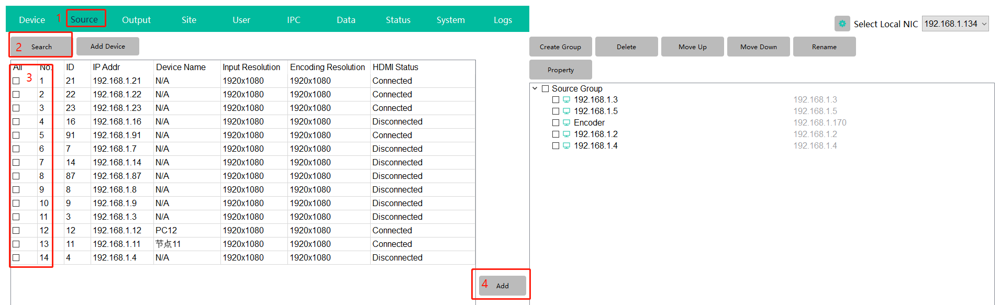 Device 1 Source Output Site User IPC Data Status System Logs
Select Local NIC 192.168.1.134
2 Search Add Device
Create Group Delete Move Up Move Down Rename
Property
All No. ID IP Addr Device Name Input Resolution Encoding Resolution HDMI Status
3
1 21 192.168.1.21 N/A 1920x1080 1920x1080 Connected
2 22 192.168.1.22 N/A 1920x1080 1920x1080 Connected
3 23 192.168.1.23 N/A 1920x1080 1920x1080 Connected
4 16 192.168.1.16 N/A 1920x1080 1920x1080 Disconnected
5 91 192.168.1.91 N/A 1920x1080 1920x1080 Connected
6 7 192.168.1.7 N/A 1920x1080 1920x1080 Disconnected
7 14 192.168.1.14 N/A 1920x1080 1920x1080 Disconnected
8 87 192.168.1.87 N/A 1920x1080 1920x1080 Disconnected
9 8 192.168.1.8 N/A 1920x1080 1920x1080 Disconnected
10 9 192.168.1.9 N/A 1920x1080 1920x1080 Disconnected
11 3 192.168.1.3 N/A 1920x1080 1920x1080 Disconnected
12 12 192.168.1.12 PC12 1920x1080 1920x1080 Connected
13 11 192.168.1.11 节点11 1920x1080 1920x1080 Connected
14 4 192.168.1.4 N/A 1920x1080 1920x1080 Disconnected
Source Group
192.168.1.3 192.168.1.3
192.168.1.5 192.168.1.5
Encoder 192.168.1.170
192.168.1.2 192.168.1.2
192.168.1.4 192.168.1.4
4 Add